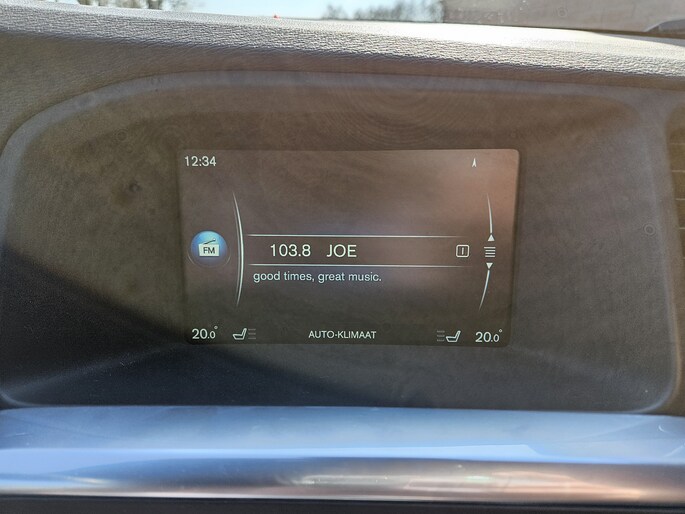 12:34
FM
103.8 JOE
good times, great music.
20.0° AUTO-KLIMAAT 20.0°